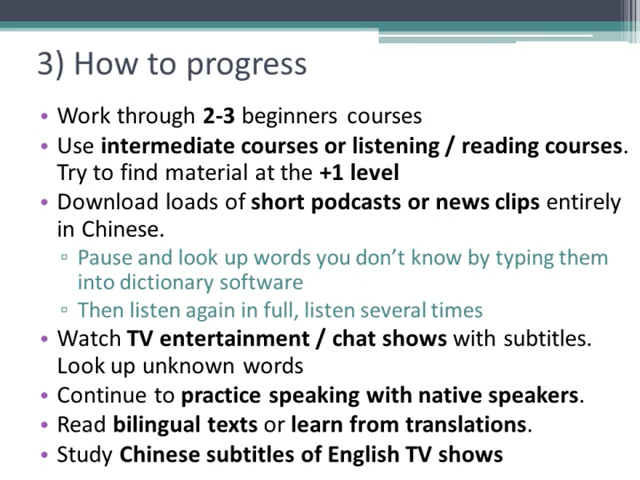 3) How to progress
• Work through 2-3 beginners courses
• Use intermediate courses or listening / reading courses.
Try to find material at the +1 level
• Download loads of short podcasts or news clips entirely
in Chinese.
▫ Pause and look up words you don’t know by typing them
into dictionary software
▫ Then listen again in full, listen several times
• Watch TV entertainment / chat shows with subtitles.
Look up unknown words
• Continue to practice speaking with native speakers.
• Read bilingual texts or learn from translations.
• Study Chinese subtitles of English TV shows